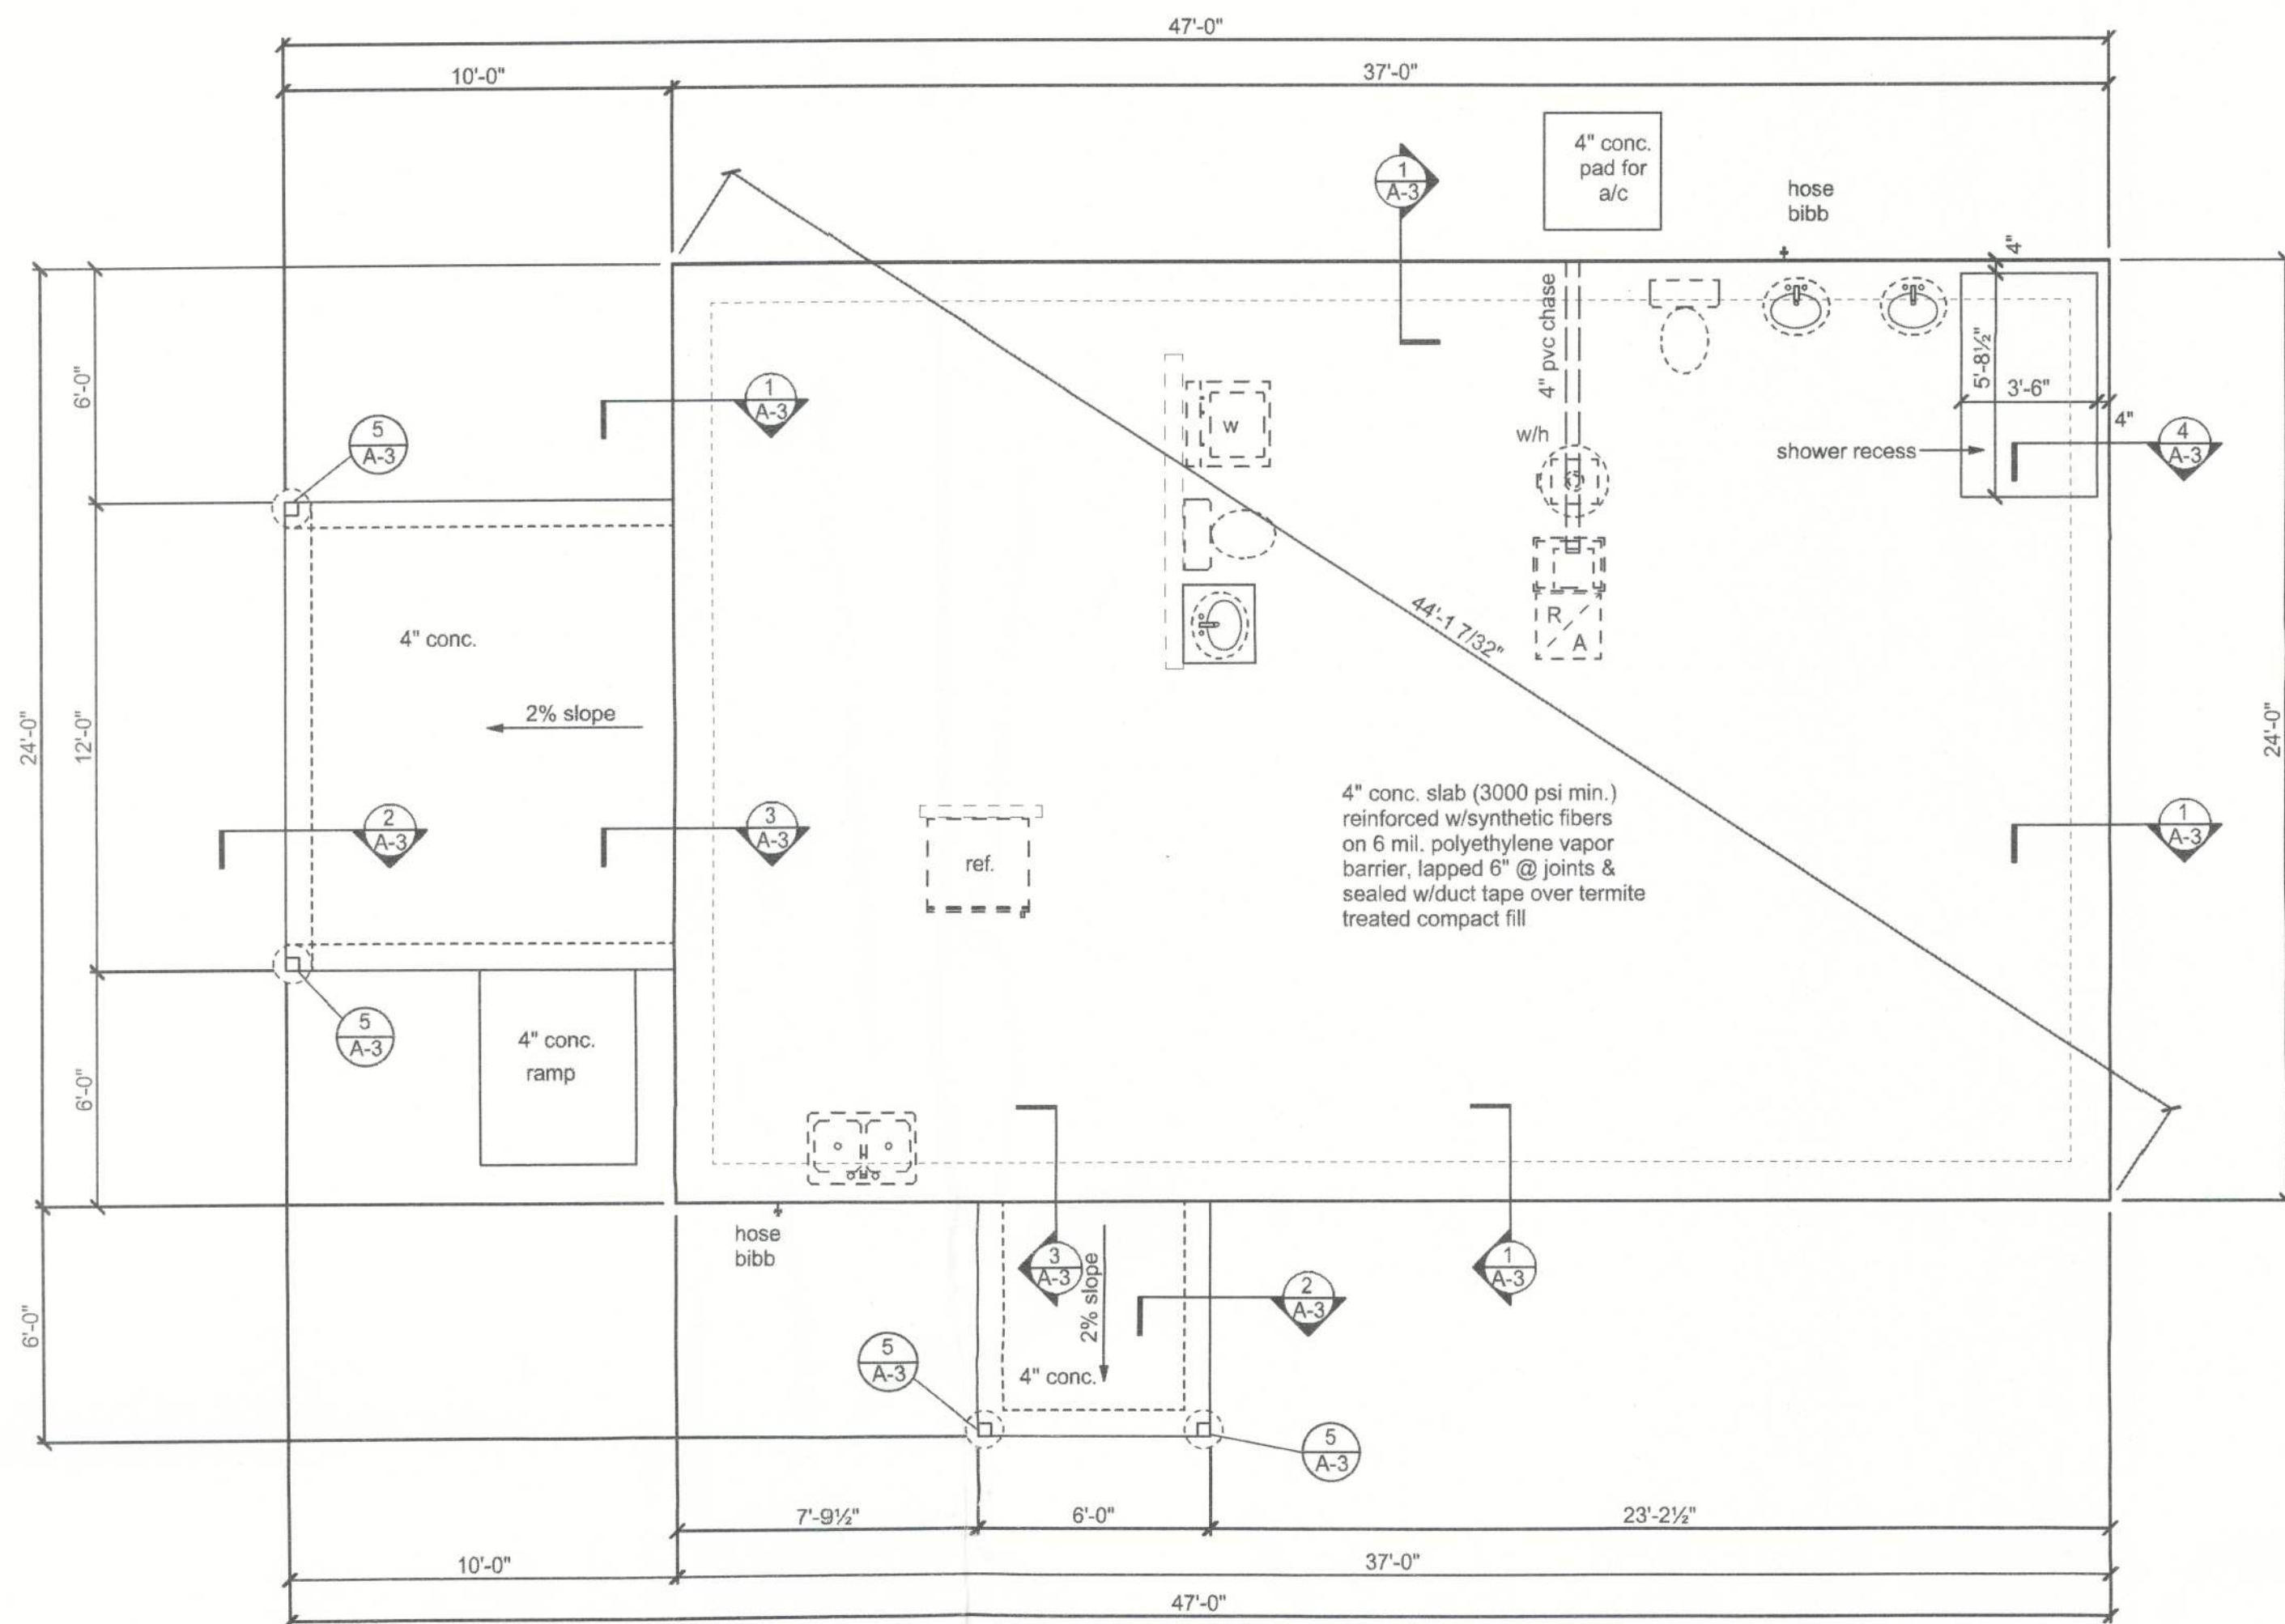 47'-0"
10'-0"
37'-0"
4" conc.
pad for
a/c
1
A-3
hose
bibb
4"
4" pvc chase
6'-0"
5'-8½"
3'-6"
4"
1
A-3
5
A-3
w
w/h
shower recess
4
A-3
4" conc.
44'-1 7/32"
R
A
2% slope
24'-0"
12'-0"
24'-0"
2
A-3
3
A-3
ref.
4" conc. slab (3000 psi min.)
reinforced w/synthetic fibers
on 6 mil. polyethylene vapor
barrier, lapped 6" @ joints &
sealed w/duct tape over termite
treated compact fill
1
A-3
5
A-3
4" conc.
ramp
6'-0"
hose
bibb
3
A-3
2% slope
1
A-3
2
A-3
6'-0"
5
A-3
4" conc.
5
A-3
7'-9½"
6'-0"
23'-2½"
10'-0"
37'-0"
47'-0"